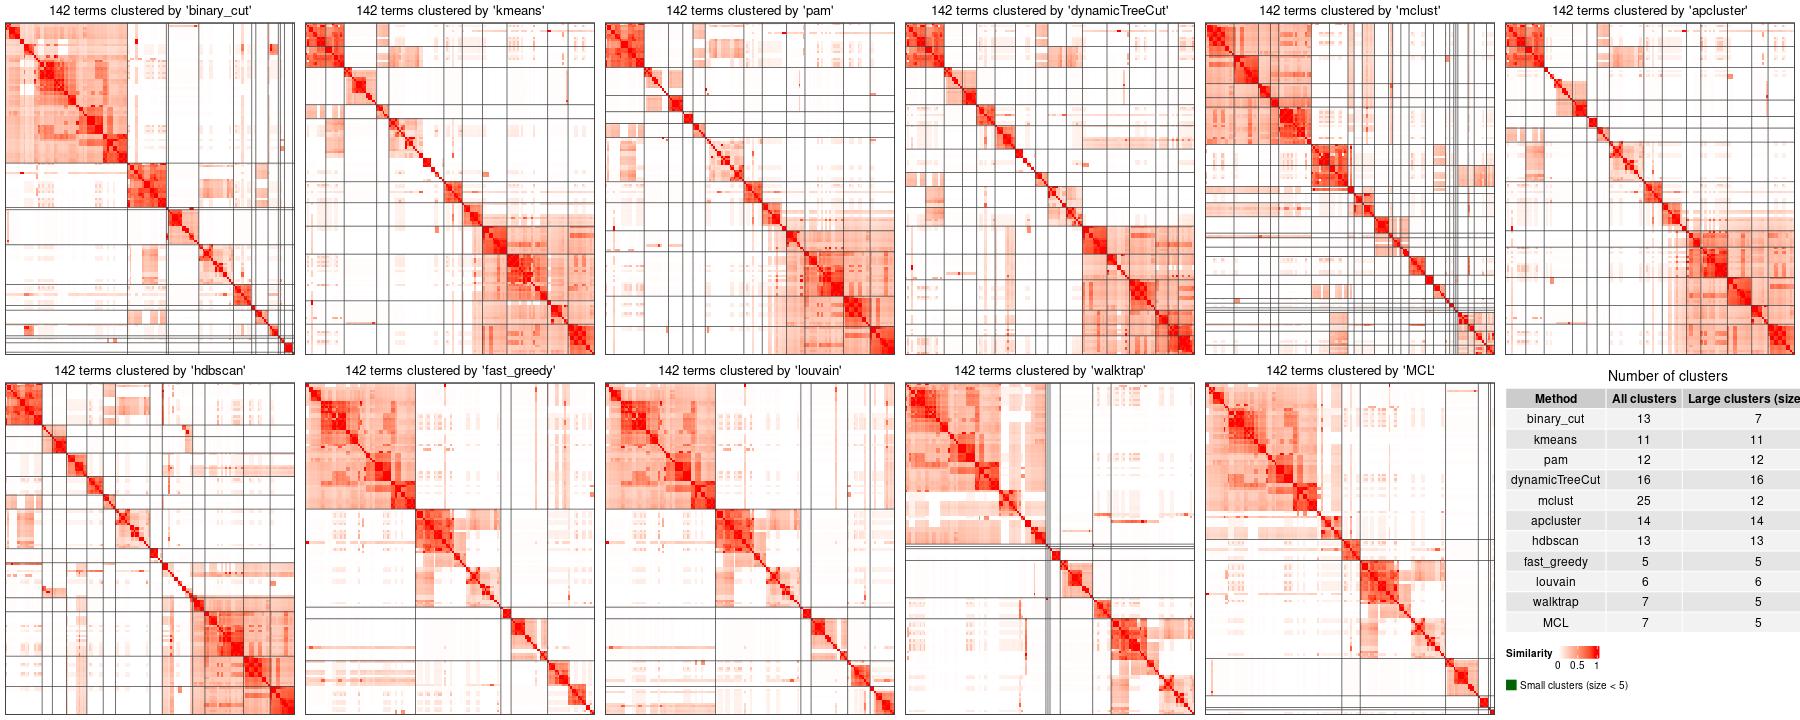 142 terms clustered by 'binary_cut'
142 terms clustered by 'kmeans'
142 terms clustered by 'pam'
142 terms clustered by 'dynamicTreeCut'
142 terms clustered by 'mclust'
142 terms clustered by 'apcluster'
142 terms clustered by 'hdbscan'
142 terms clustered by 'fast_greedy'
142 terms clustered by 'louvain'
142 terms clustered by 'walktrap'
142 terms clustered by 'MCL'
Number of clusters
Method All clusters Large clusters (size
binary_cut 13 7
kmeans 11 11
pam 12 12
dynamicTreeCut 16 16
mclust 25 12
apcluster 14 14
hdbscan 13 13
fast_greedy 5 5
louvain 6 6
walktrap 7 5
MCL 7 5
Similarity
0 0.5 1
Small clusters (size < 5)